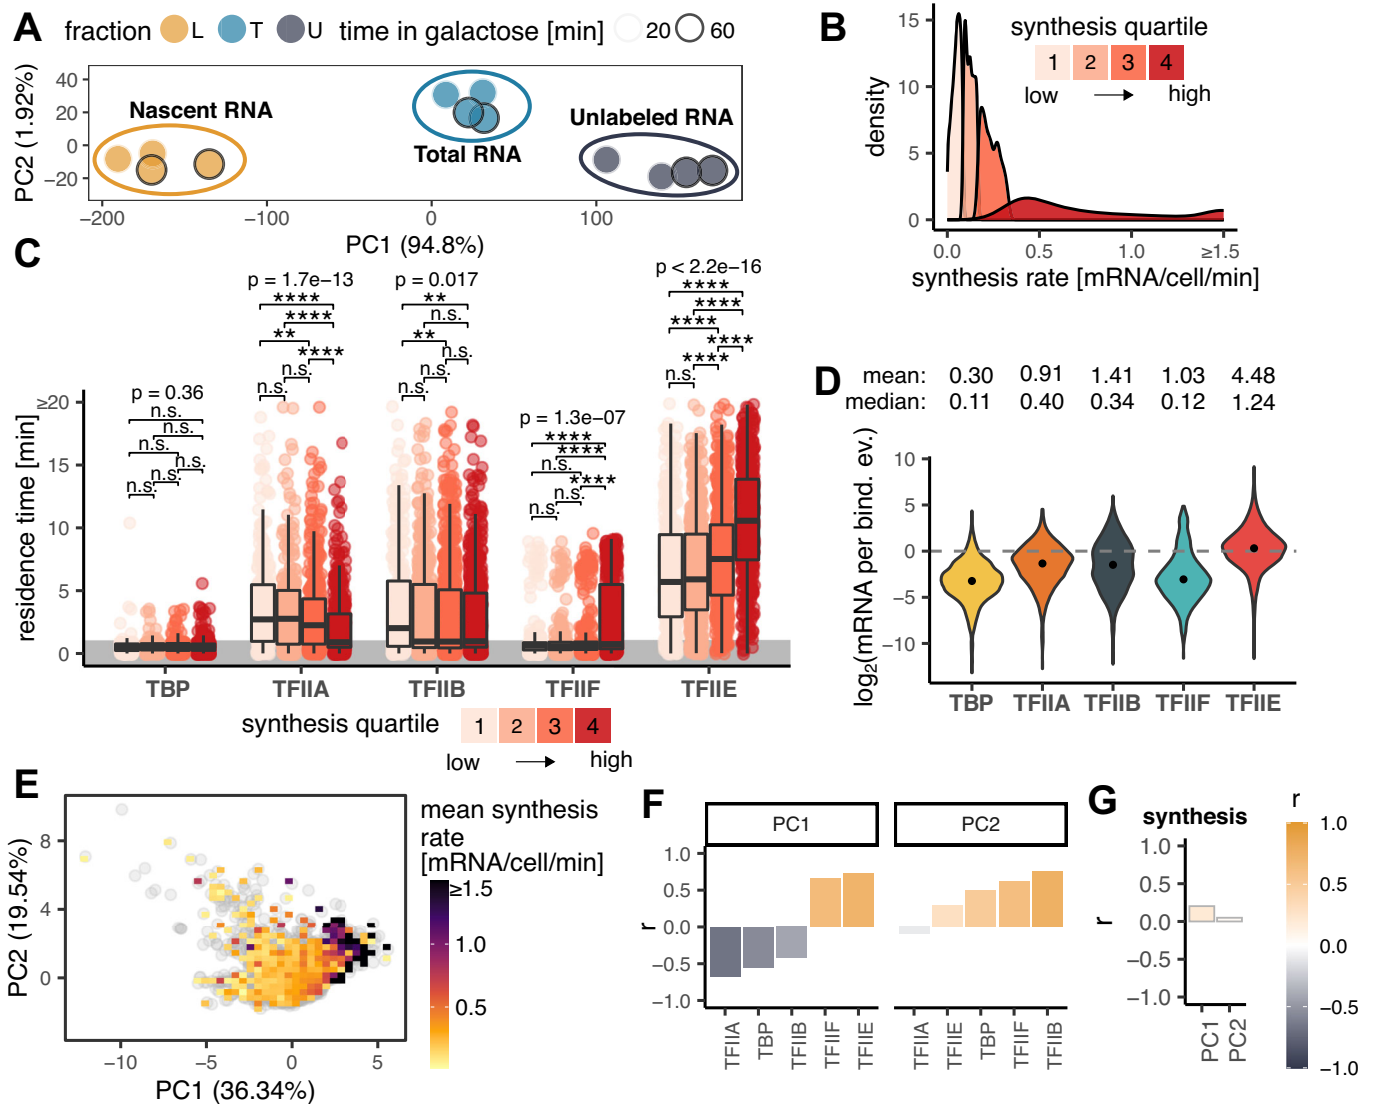 A fraction L T U time in galactose [min] 20 60
PC2 (1.92%)
40
20
0
−20
Nascent RNA
Total RNA
Unlabeled RNA
−200 −100 0 100
PC1 (94.8%)
B
synthesis quartile
1 2 3 4
low high
density
15
10
5
0
0.0 0.5 1.0 ≥1.5
synthesis rate [mRNA/cell/min]
C
residence time [min]
≥20
15
10
5
0
p = 0.36
n.s.
n.s.
n.s.
n.s.
n.s.
n.s.
p = 1.7e−13
****
****
**
****
n.s.
n.s.
p = 0.017
**
n.s.
**
n.s.
n.s.
n.s.
p = 1.3e−07
****
****
n.s.
****
n.s.
n.s.
p < 2.2e−16
****
****
****
****
****
n.s.
TBP TFIIA TFIIB TFIIF TFIIE
synthesis quartile 1 2 3 4
low high
D
mean: 0.30 0.91 1.41 1.03 4.48
median: 0.11 0.40 0.34 0.12 1.24
log2(mRNA per bind. ev.)
10
5
0
−5
−10
TBP TFIIA TFIIB TFIIF TFIIE
E
PC2 (19.54%)
8
4
0
−10 −5 0 5
PC1 (36.34%)
mean synthesis
rate
[mRNA/cell/min]
≥1.5
1.0
0.5
F
PC1 PC2
r
1.0
0.5
0.0
−0.5
−1.0
TFIIA TBP TFIIB TFIIF TFIIE
TFIIA TFIIE TBP TFIIF TFIIB
G
synthesis
r
1.0
0.5
0.0
−0.5
−1.0
PC1 PC2
r
1.0
0.5
0.0
−0.5
−1.0